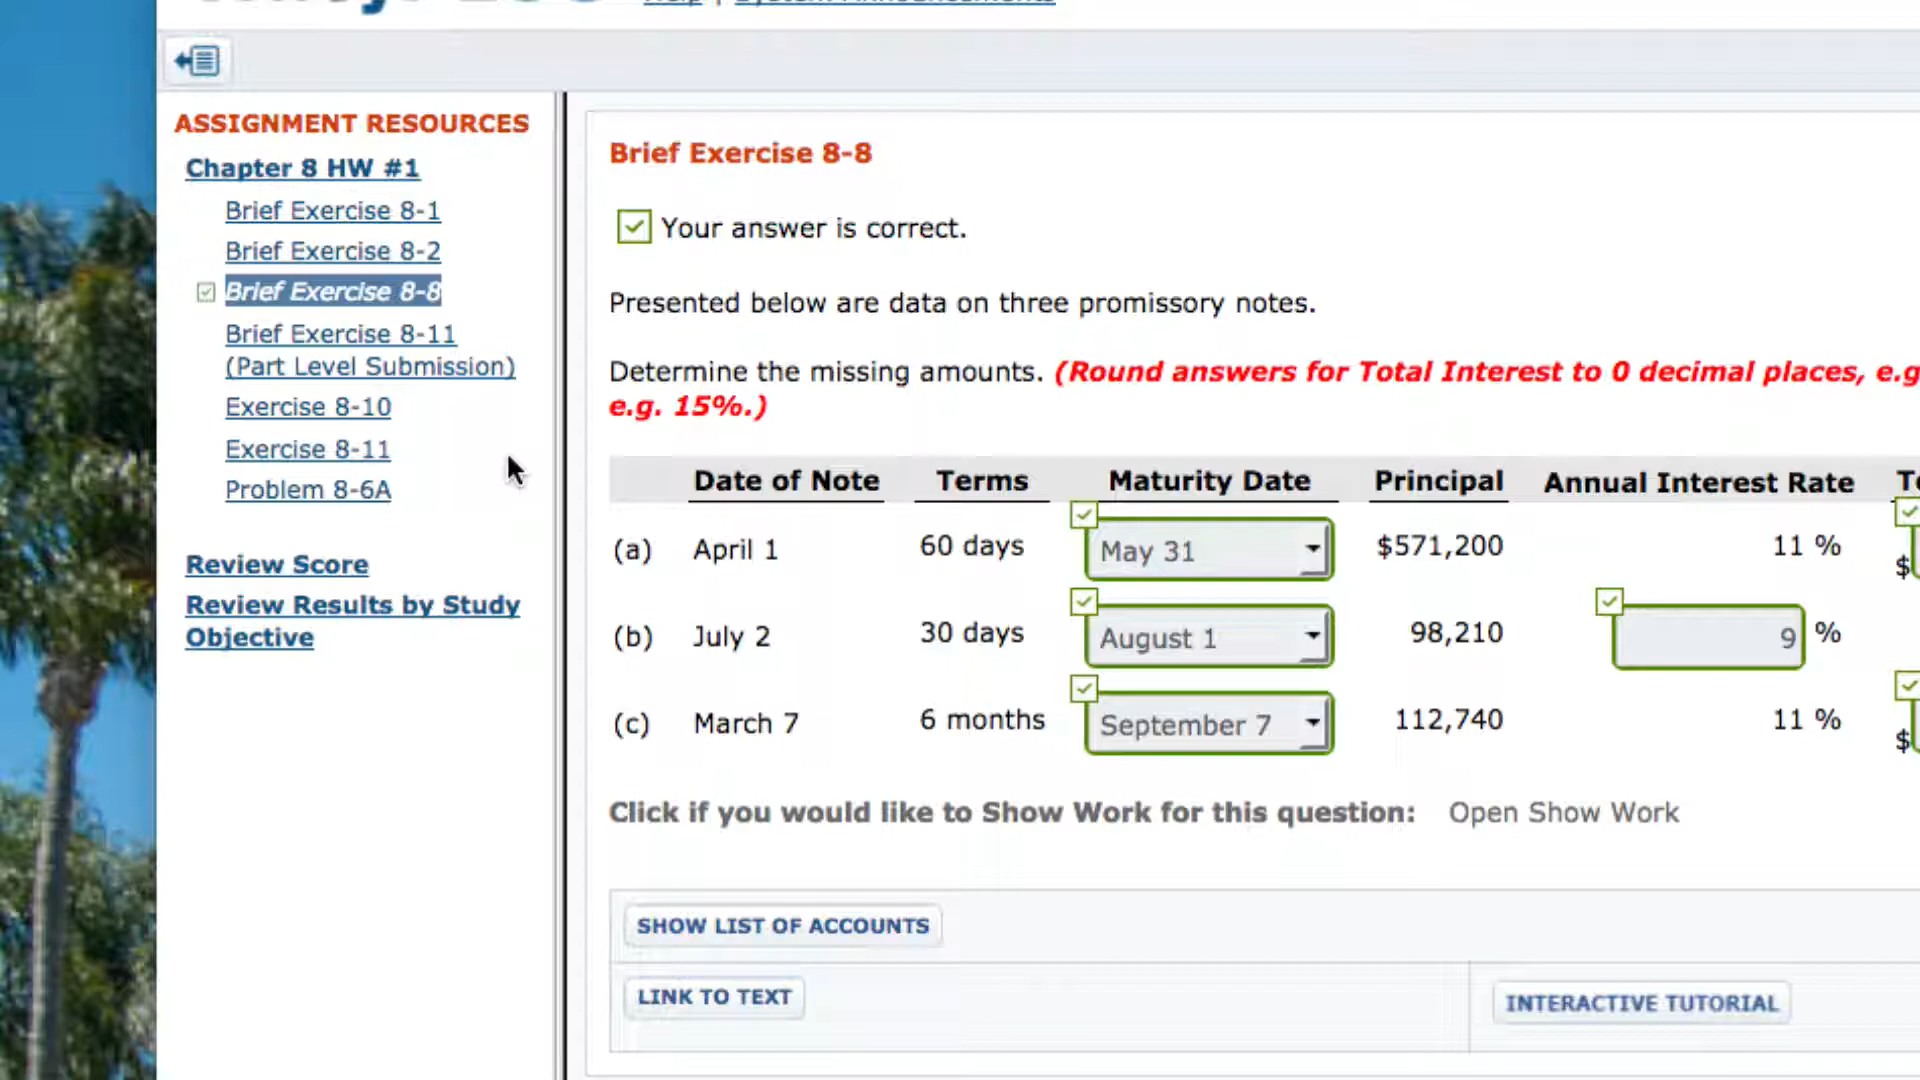 ASSIGNMENT RESOURCES
Chapter 8 HW #1
Brief Exercise 8-1
Brief Exercise 8-2
Brief Exercise 8-8
Brief Exercise 8-11
(Part Level Submission)
Exercise 8-10
Exercise 8-11
Problem 8-6A
Review Score
Review Results by Study
Objective
Brief Exercise 8-8
Your answer is correct.
Presented below are data on three promissory notes.
Determine the missing amounts. (Round answers for Total Interest to 0 decimal places, e.g
e.g. 15%.)
Date of Note Terms Maturity Date Principal Annual Interest Rate
(a) April 1 60 days May 31 $571,200 11 % $
(b) July 2 30 days August 1 98,210 9 %
(c) March 7 6 months September 7 112,740 11 % $
Click if you would like to Show Work for this question: Open Show Work
SHOW LIST OF ACCOUNTS
LINK TO TEXT
INTERACTIVE TUTORIAL